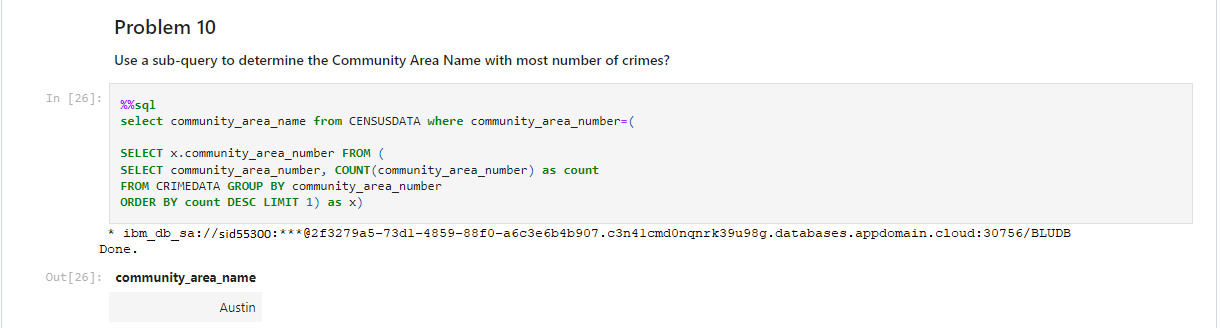 Problem 10
Use a sub-query to determine the Community Area Name with most number of crimes?
In [26]:
%%sql
select community_area_name from CENSUSDATA where community_area_number=(
SELECT x.community_area_number FROM (
SELECT community_area_number, COUNT(community_area_number) as count
FROM CRIMEDATA GROUP BY community_area_number
ORDER BY count DESC LIMIT 1) as x)
* ibm_db_sa://sid55300:***@2f3279a5-73d1-4859-88f0-a6c3e6b4b907.c3n41cmd0nqnrk39u98g.databases.appdomain.cloud:30756/BLUDB
Done.
Out[26]:
community_area_name
Austin